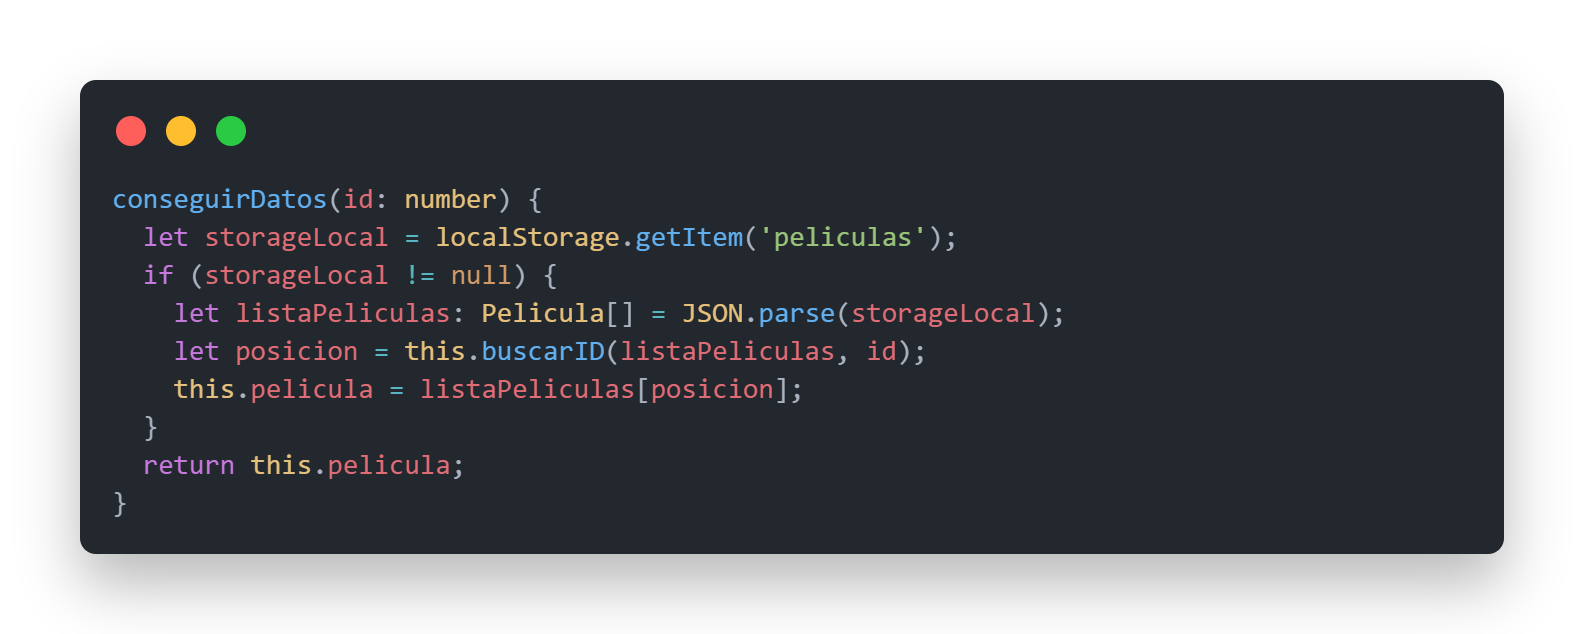 conseguirDatos(id: number) {
  let storageLocal = localStorage.getItem('peliculas');
  if (storageLocal != null) {
    let listaPeliculas: Pelicula[] = JSON.parse(storageLocal);
    let posicion = this.buscarID(listaPeliculas, id);
    this.pelicula = listaPeliculas[posicion];
  }
  return this.pelicula;
}